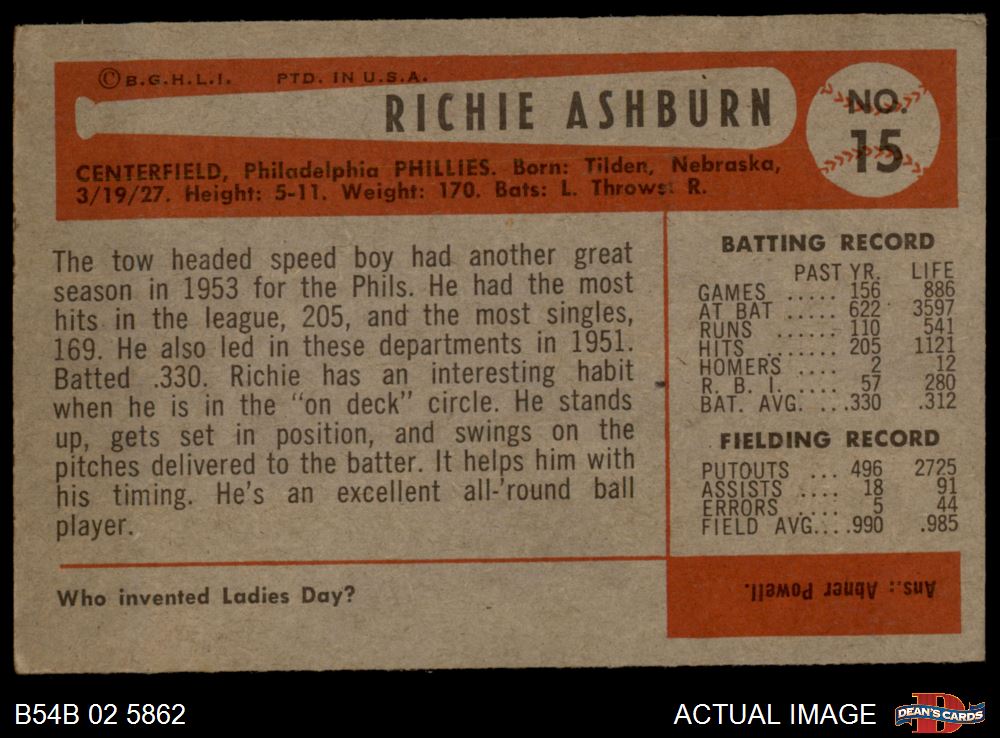 © B.G.H.L.I. PTD. IN U.S.A.
RICHIE ASHBURN
NO.
15
CENTERFIELD, Philadelphia PHILLIES. Born: Tilden, Nebraska,
3/19/27. Height: 5-11. Weight: 170. Bats: L. Throws: R.
The tow headed speed boy had another great
season in 1953 for the Phils. He had the most
hits in the league, 205, and the most singles,
169. He also led in these departments in 1951.
Batted .330. Richie has an interesting habit
when he is in the "on deck" circle. He stands
up, gets set in position, and swings on the
pitches delivered to the batter. It helps him with
his timing. He's an excellent all-'round ball
player.
Who invented Ladies Day?
BATTING RECORD
PAST YR. LIFE
GAMES ..... 156 886
AT BAT ..... 622 3597
RUNS ...... 110 541
HITS ....... 205 1121
HOMERS .... 2 12
R. B. I. ..... 57 280
BAT. AVG. ....330 .312
FIELDING RECORD
PUTOUTS ... 496 2725
ASSISTS .... 18 91
ERRORS .... 5 44
FIELD AVG....990 .985
Ans.: Abner Powell.
B54B 02 5862
ACTUAL IMAGE
DEAN'S CARDS